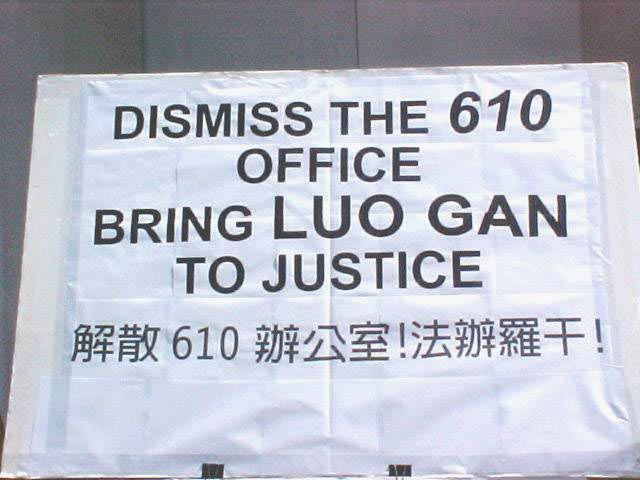 DISMISS THE 610
OFFICE
BRING LUO GAN
TO JUSTICE
解散 610 辦公室!法辦羅干!